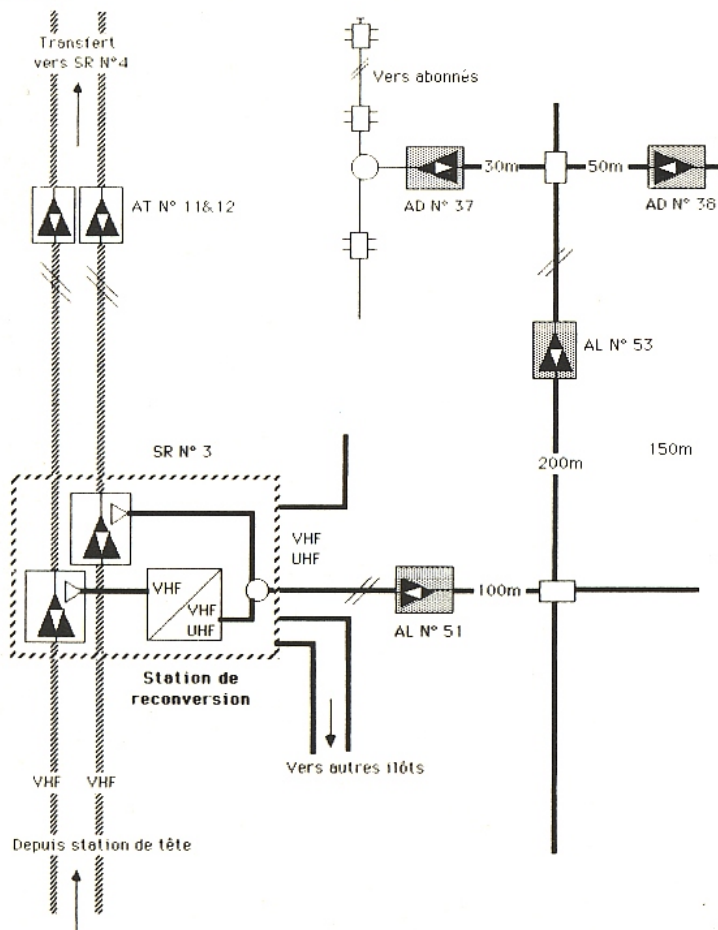 Transfert
vers SR N°4
Vers abonnés
30m
50m
AT N° 11&12
AD N° 37
AD N° 38
AL N° 53
SR N° 3
200m
150m
VHF
UHF
VHF
VHF
UHF
100m
AL N° 51
Station de
reconversion
Vers autres ilôts
VHF
VHF
Depuis station de tête